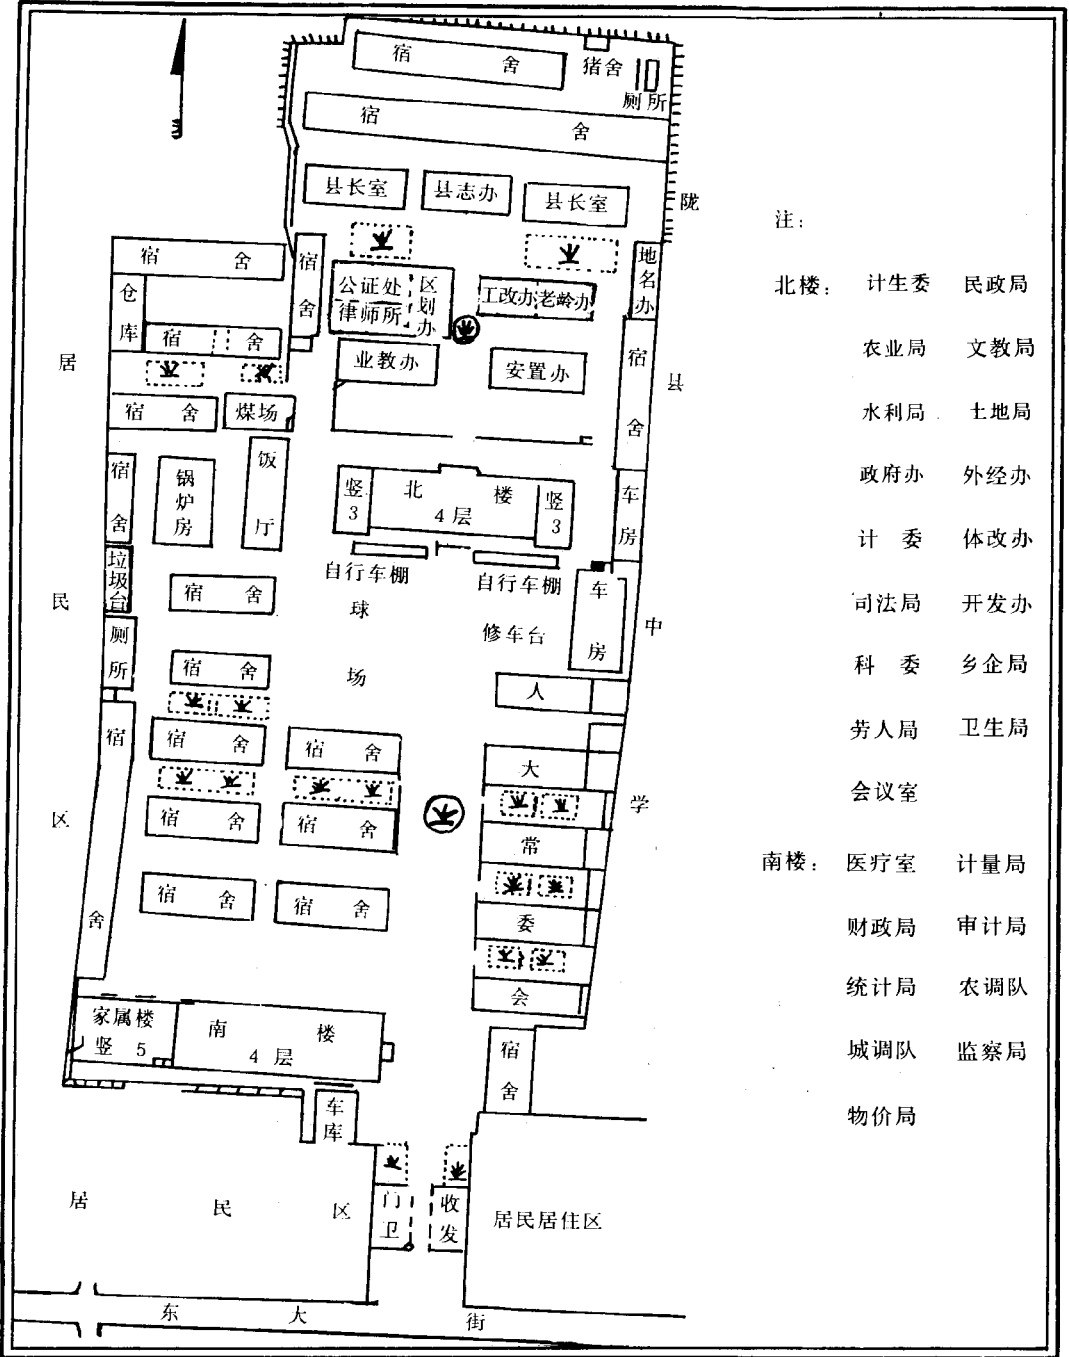 宿 舍
猪舍
厕所
宿 舍
县长室
县志办
县长室
陇
县
中
学
宿 舍
宿舍
公证处
律师所
区划办
工改办
老龄办
地名办
仓库
宿 舍
业教办
安置办
宿舍
居
民
区
宿 舍
煤场
宿舍
锅炉房
饭厅
竖3
北 楼
4层
竖3
车房
自行车棚
自行车棚
垃圾台
宿 舍
球
场
修车台
车房
厕所
宿 舍
人
大
常
委
会
宿舍
宿 舍
宿 舍
宿 舍
宿 舍
宿 舍
宿 舍
家属楼
竖 5
南 楼
4 层
宿舍
车库
门卫
收发
居 民 区
居民居住区
东 大 街
注:
北楼: 计生委 民政局
农业局 文教局
水利局 土地局
政府办 外经办
计 委 体改办
司法局 开发办
科 委 乡企局
劳人局 卫生局
会议室
南楼: 医疗室 计量局
财政局 审计局
统计局 农调队
城调队 监察局
物价局